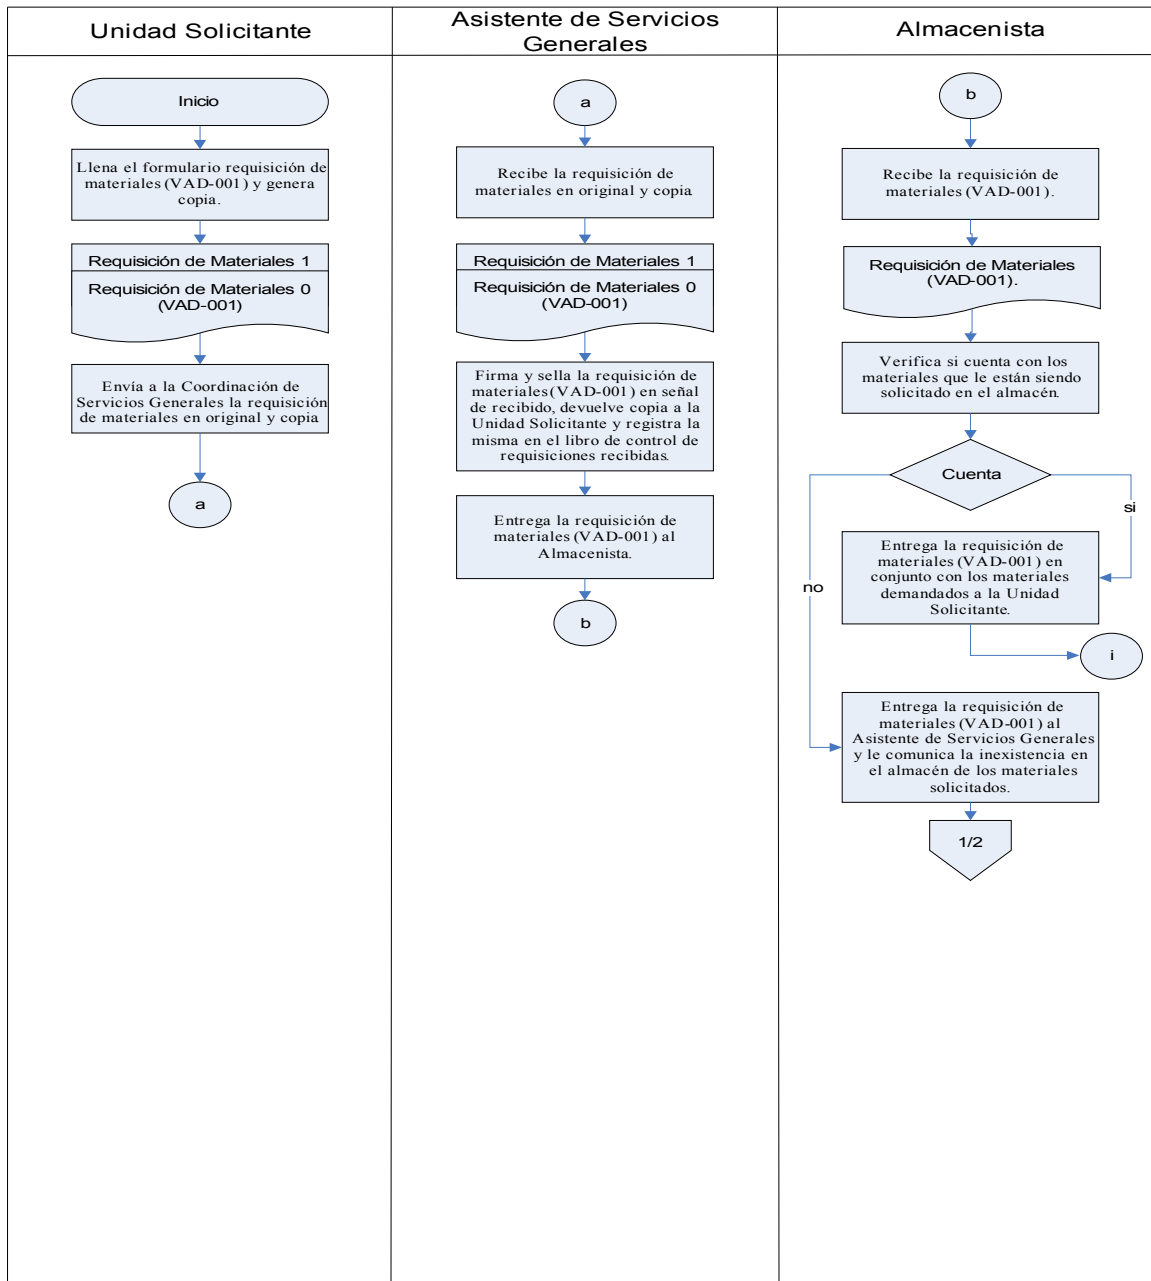 Unidad Solicitante
Inicio
Llena el formulario requisición de
materiales (VAD-001) y genera
copia.
Requisición de Materiales 1
Requisición de Materiales 0
(VAD-001)
Envía a la Coordinación de
Servicios Generales la requisición
de materiales en original y copia
a
Asistente de Servicios
Generales
a
Recibe la requisición de
materiales en original y copia
Requisición de Materiales 1
Requisición de Materiales 0
(VAD-001)
Firma y sella la requisición de
materiales (VAD-001) en señal
de recibido, devuelve copia a la
Unidad Solicitante y registra la
misma en el libro de control de
requisiciones recibidas.
Entrega la requisición de
materiales (VAD-001) al
Almacenista.
b
Almacenista
b
Recibe la requisición de
materiales (VAD-001).
Requisición de Materiales
(VAD-001).
Verifica si cuenta con los
materiales que le están siendo
solicitado en el almacén.
Cuenta
si
no
Entrega la requisición de
materiales (VAD-001) en
conjunto con los materiales
demandados a la Unidad
Solicitante.
i
Entrega la requisición de
materiales (VAD-001) al
Asistente de Servicios Generales
y le comunica la inexistencia en
el almacén de los materiales
solicitados.
1/2